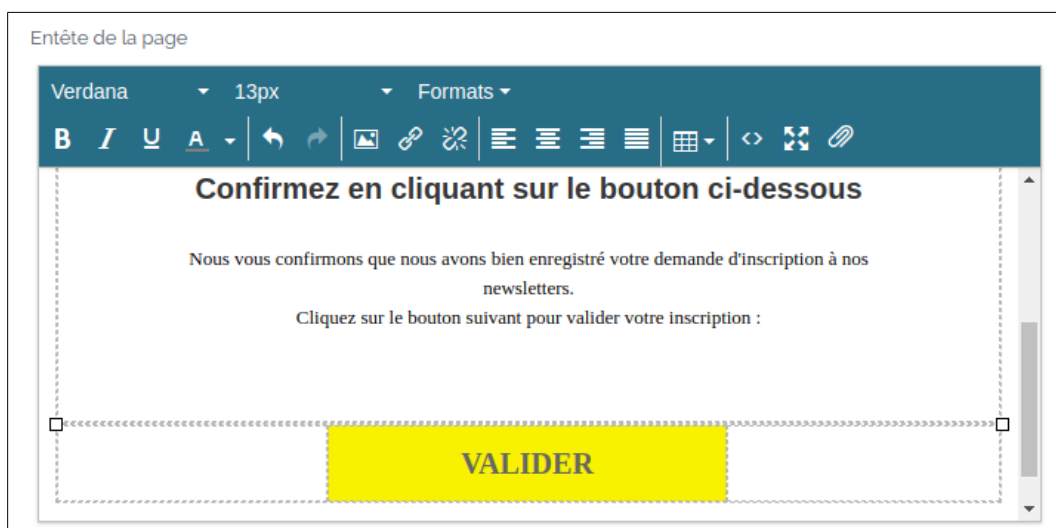 Entête de la page
Verdana 13px Formats
B I U A
Confirmez en cliquant sur le bouton ci-dessous
Nous vous confirmons que nous avons bien enregistré votre demande d'inscription à nos
newsletters.
Cliquez sur le bouton suivant pour valider votre inscription :
VALIDER